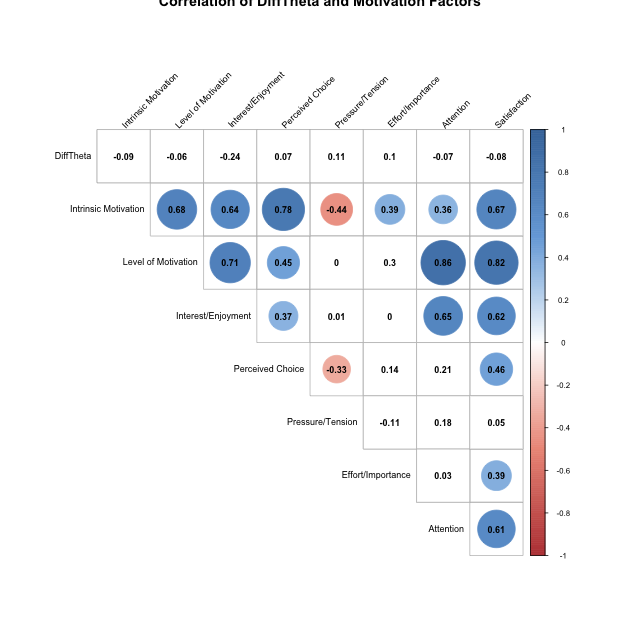 Correlation of DiffTheta and Motivation Factors
Intrinsic Motivation
Level of Motivation
Interest/Enjoyment
Perceived Choice
Pressure/Tension
Effort/Importance
Attention
Satisfaction
DiffTheta -0.09 -0.06 -0.24 0.07 0.11 0.1 -0.07 -0.08
Intrinsic Motivation 0.68 0.64 0.78 -0.44 0.39 0.36 0.67
Level of Motivation 0.71 0.45 0 0.3 0.86 0.82
Interest/Enjoyment 0.37 0.01 0 0.65 0.62
Perceived Choice -0.33 0.14 0.21 0.46
Pressure/Tension -0.11 0.18 0.05
Effort/Importance 0.03 0.39
Attention 0.61
1
0.8
0.6
0.4
0.2
0
-0.2
-0.4
-0.6
-0.8
-1